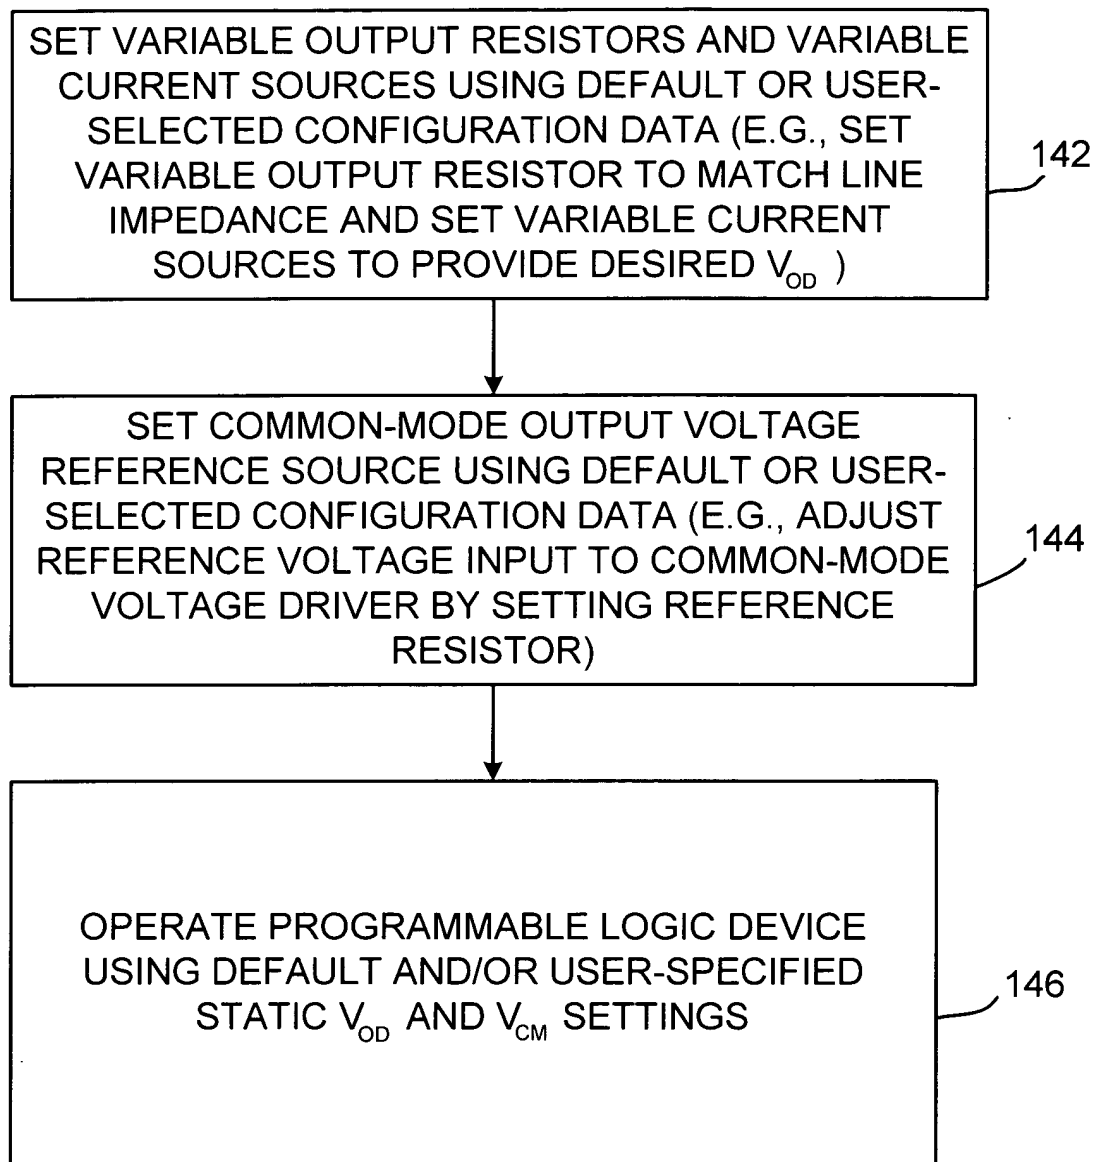 SET VARIABLE OUTPUT RESISTORS AND VARIABLE
CURRENT SOURCES USING DEFAULT OR USER-
SELECTED CONFIGURATION DATA (E.G., SET
VARIABLE OUTPUT RESISTOR TO MATCH LINE
IMPEDANCE AND SET VARIABLE CURRENT
SOURCES TO PROVIDE DESIRED VOD )
142
SET COMMON-MODE OUTPUT VOLTAGE
REFERENCE SOURCE USING DEFAULT OR USER-
SELECTED CONFIGURATION DATA (E.G., ADJUST
REFERENCE VOLTAGE INPUT TO COMMON-MODE
VOLTAGE DRIVER BY SETTING REFERENCE
RESISTOR)
144
OPERATE PROGRAMMABLE LOGIC DEVICE
USING DEFAULT AND/OR USER-SPECIFIED
STATIC VOD AND VCM SETTINGS
146